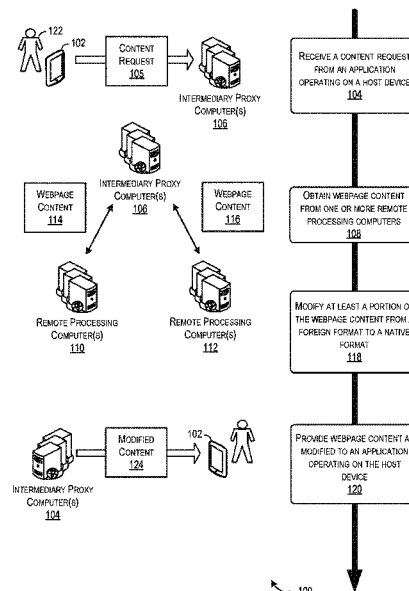 122
102
CONTENT
REQUEST
105
INTERMEDIARY PROXY
COMPUTER(S)
106
RECEIVE A CONTENT REQUEST
FROM AN APPLICATION
OPERATING ON A HOST DEVICE
104
INTERMEDIARY PROXY
COMPUTER(S)
106
WEBPAGE
CONTENT
114
WEBPAGE
CONTENT
116
REMOTE PROCESSING
COMPUTER(S)
110
REMOTE PROCESSING
COMPUTER(S)
112
OBTAIN WEBPAGE CONTENT
FROM ONE OR MORE REMOTE
PROCESSING COMPUTERS
108
MODIFY AT LEAST A PORTION O
THE WEBPAGE CONTENT FROM
FOREIGN FORMAT TO A NATIVE
FORMAT
118
INTERMEDIARY PROXY
COMPUTER(S)
104
MODIFIED
CONTENT
124
102
PROVIDE WEBPAGE CONTENT A
MODIFIED TO AN APPLICATION
OPERATING ON THE HOST
DEVICE
120
100